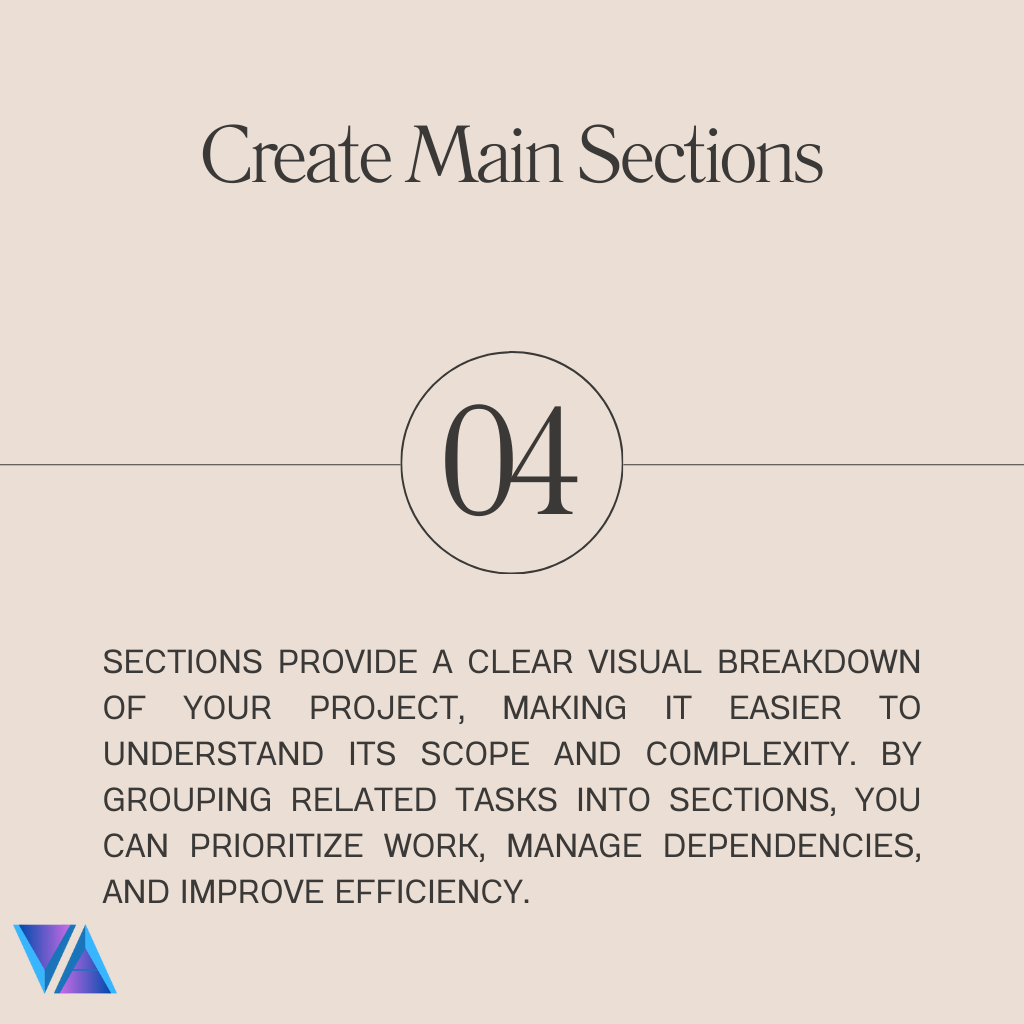 Create Main Sections
04
SECTIONS PROVIDE A CLEAR VISUAL BREAKDOWN
OF YOUR PROJECT, MAKING IT EASIER TO
UNDERSTAND ITS SCOPE AND COMPLEXITY. BY
GROUPING RELATED TASKS INTO SECTIONS, YOU
CAN PRIORITIZE WORK, MANAGE DEPENDENCIES,
AND IMPROVE EFFICIENCY.
VA